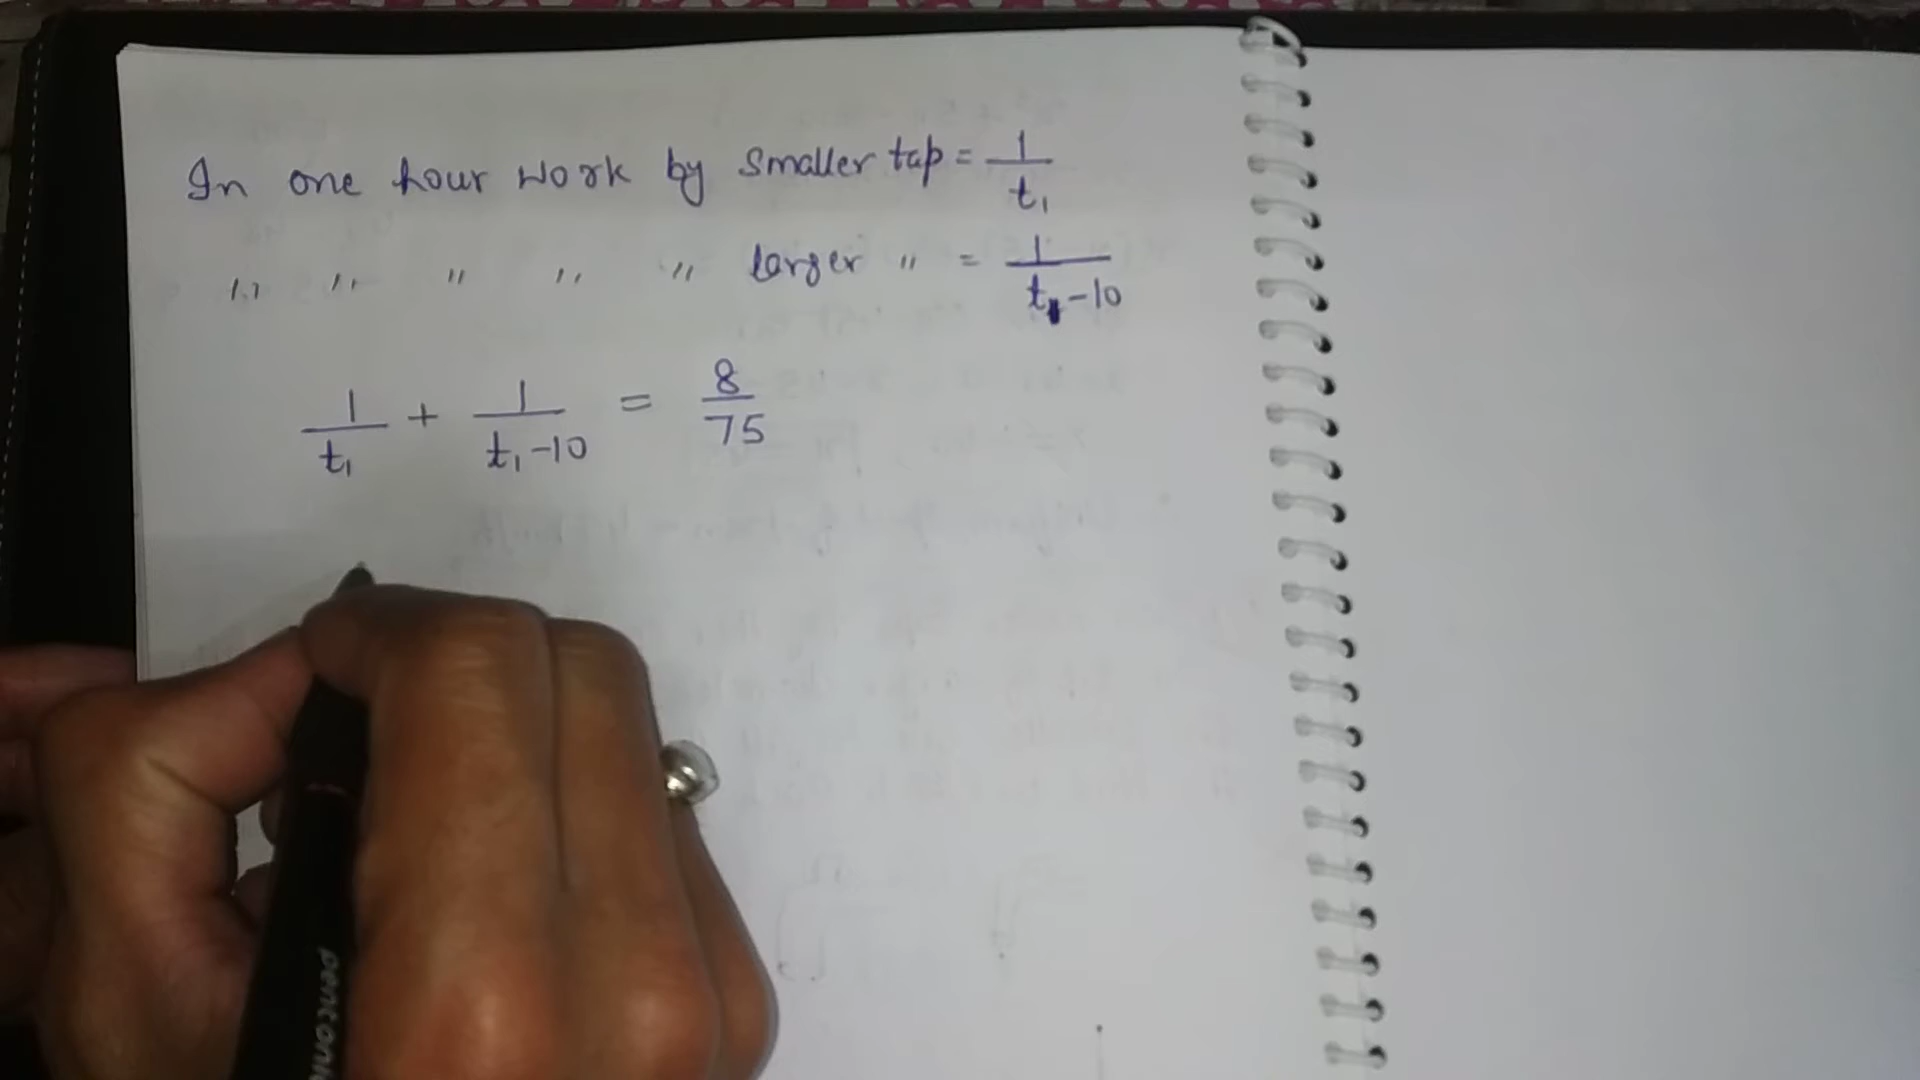 In one hour work by Smaller tap = 1/t₁
" " " " " larger " = 1/t₁-10
1/t₁ + 1/t₁-10 = 8/75
pentonic